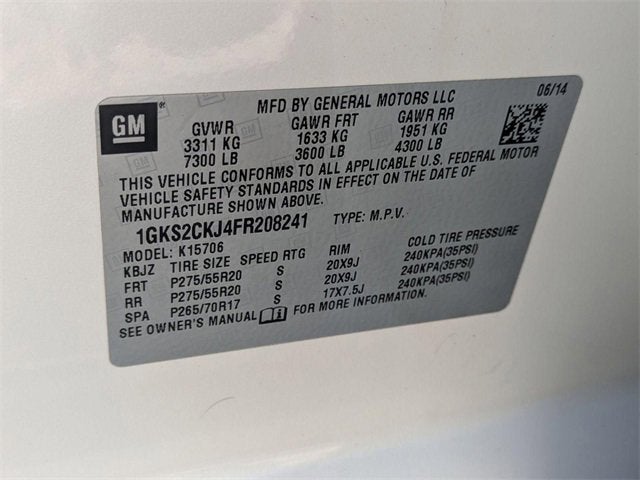 MFD BY GENERAL MOTORS LLC 06/14
GM ®
GVWR GAWR FRT GAWR RR
3311 KG 1633 KG 1951 KG
7300 LB 3600 LB 4300 LB
THIS VEHICLE CONFORMS TO ALL APPLICABLE U.S. FEDERAL MOTOR
VEHICLE SAFETY STANDARDS IN EFFECT ON THE DATE OF
MANUFACTURE SHOWN ABOVE.
1GKS2CKJ4FR208241 TYPE: M.P.V.
MODEL: K15706
KBJZ TIRE SIZE SPEED RTG RIM COLD TIRE PRESSURE
FRT P275/55R20 S 20X9J 240KPA(35PSI)
RR P275/55R20 S 20X9J 240KPA(35PSI)
SPA P265/70R17 S 17X7.5J 240KPA(35PSI)
SEE OWNER'S MANUAL FOR MORE INFORMATION.